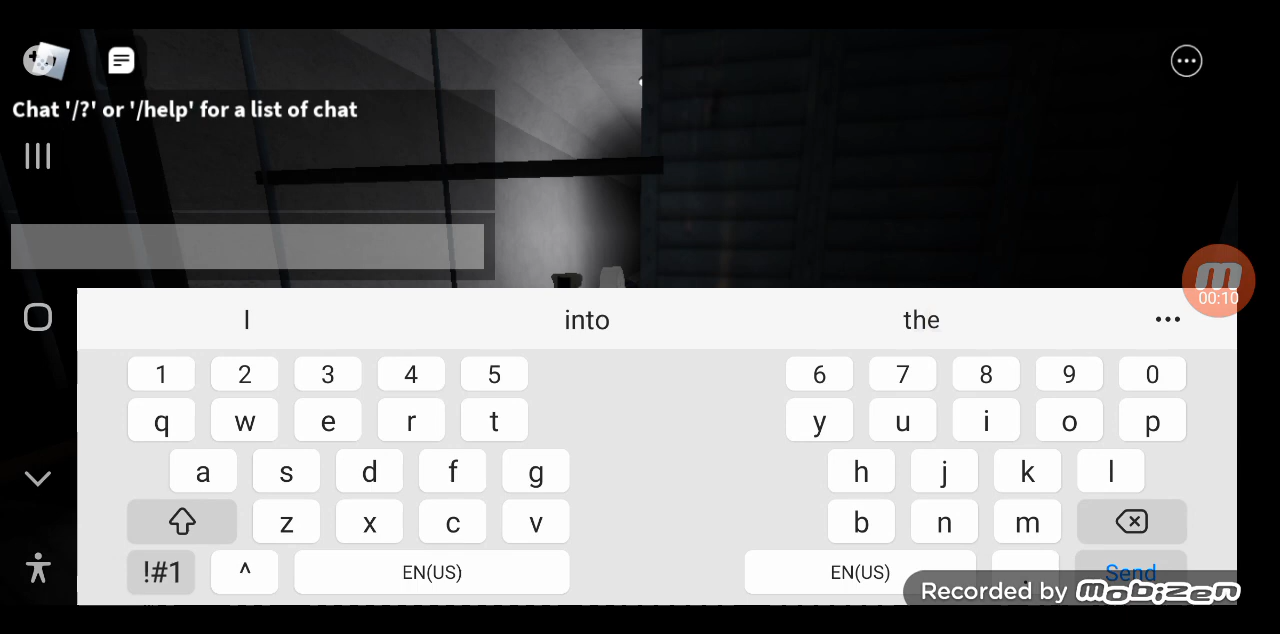 Chat '/?' or '/help' for a list of chat
00:10
I into the
1 2 3 4 5 6 7 8 9 0
q w e r t y u i o p
a s d f g h j k l
z x c v b n m
!#1 ^ EN(US) EN(US) . Send
Recorded by mobizen